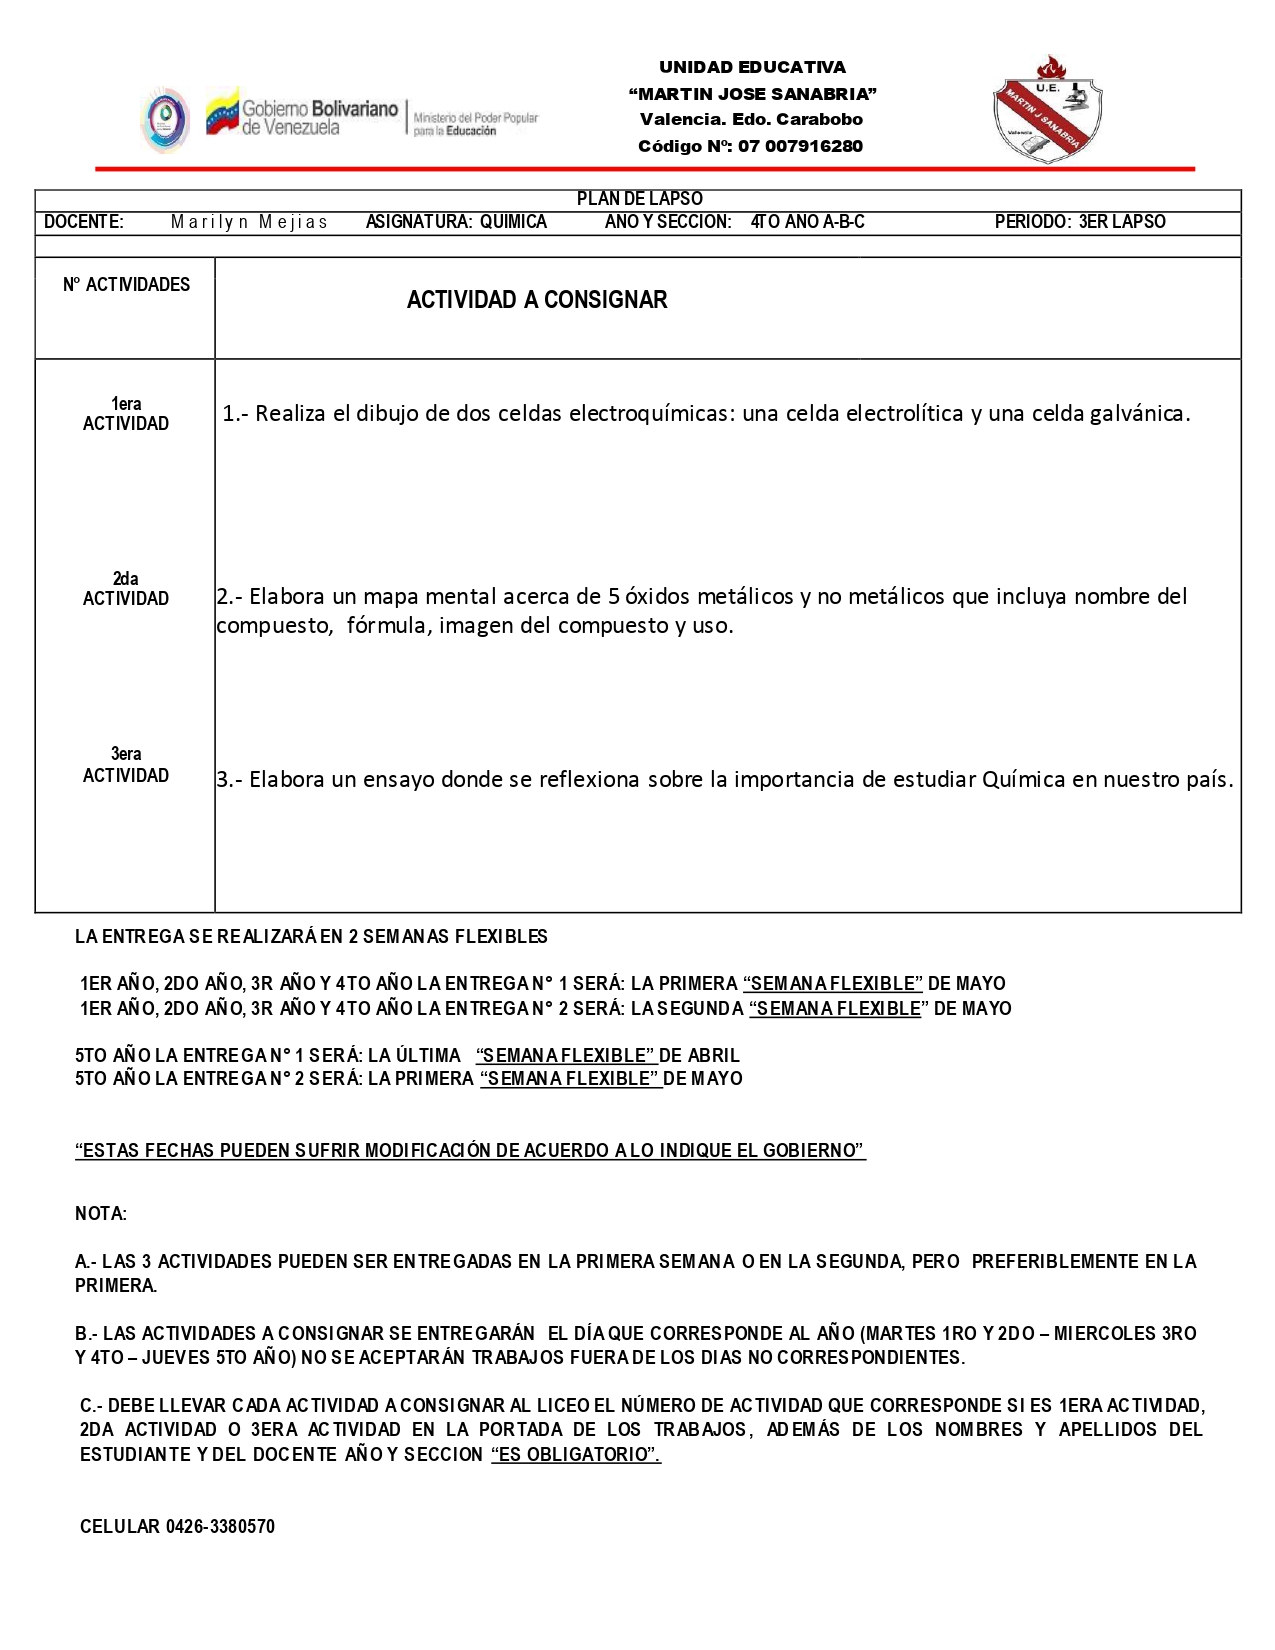 UNIDAD EDUCATIVA
“MARTIN JOSE SANABRIA”
Valencia. Edo. Carabobo
Código Nº: 07 007916280
Gobierno Bolivariano
de Venezuela
Ministerio del Poder Popular
para la Educación
U.E.
MARTIN J SANABRIA
Valencia
PLAN DE LAPSO
DOCENTE: Marilyn Mejias ASIGNATURA: QUIMICA ANO Y SECCION: 4TO ANO A-B-C PERIODO: 3ER LAPSO
Nº ACTIVIDADES
ACTIVIDAD A CONSIGNAR
1era
ACTIVIDAD
1.- Realiza el dibujo de dos celdas electroquímicas: una celda electrolítica y una celda galvánica.
2da
ACTIVIDAD
2.- Elabora un mapa mental acerca de 5 óxidos metálicos y no metálicos que incluya nombre del
compuesto, fórmula, imagen del compuesto y uso.
3era
ACTIVIDAD
3.- Elabora un ensayo donde se reflexiona sobre la importancia de estudiar Química en nuestro país.
LA ENTREGA SE REALIZARÁ EN 2 SEMANAS FLEXIBLES
1ER AÑO, 2DO AÑO, 3R AÑO Y 4TO AÑO LA ENTREGA N° 1 SERÁ: LA PRIMERA “SEMANA FLEXIBLE” DE MAYO
1ER AÑO, 2DO AÑO, 3R AÑO Y 4TO AÑO LA ENTREGA N° 2 SERÁ: LA SEGUNDA “SEMANA FLEXIBLE” DE MAYO
5TO AÑO LA ENTREGA N° 1 SERÁ: LA ÚLTIMA “SEMANA FLEXIBLE” DE ABRIL
5TO AÑO LA ENTREGA N° 2 SERÁ: LA PRIMERA “SEMANA FLEXIBLE” DE MAYO
“ESTAS FECHAS PUEDEN SUFRIR MODIFICACIÓN DE ACUERDO A LO INDIQUE EL GOBIERNO”
NOTA:
A.- LAS 3 ACTIVIDADES PUEDEN SER ENTREGADAS EN LA PRIMERA SEMANA O EN LA SEGUNDA, PERO PREFERIBLEMENTE EN LA
PRIMERA.
B.- LAS ACTIVIDADES A CONSIGNAR SE ENTREGARÁN EL DÍA QUE CORRESPONDE AL AÑO (MARTES 1RO Y 2DO – MIERCOLES 3RO
Y 4TO – JUEVES 5TO AÑO) NO SE ACEPTARÁN TRABAJOS FUERA DE LOS DIAS NO CORRESPONDIENTES.
C.- DEBE LLEVAR CADA ACTIVIDAD A CONSIGNAR AL LICEO EL NÚMERO DE ACTIVIDAD QUE CORRESPONDE SI ES 1ERA ACTIVIDAD,
2DA ACTIVIDAD O 3ERA ACTIVIDAD EN LA PORTADA DE LOS TRABAJOS, ADEMÁS DE LOS NOMBRES Y APELLIDOS DEL
ESTUDIANTE Y DEL DOCENTE AÑO Y SECCION “ES OBLIGATORIO”.
CELULAR 0426-3380570